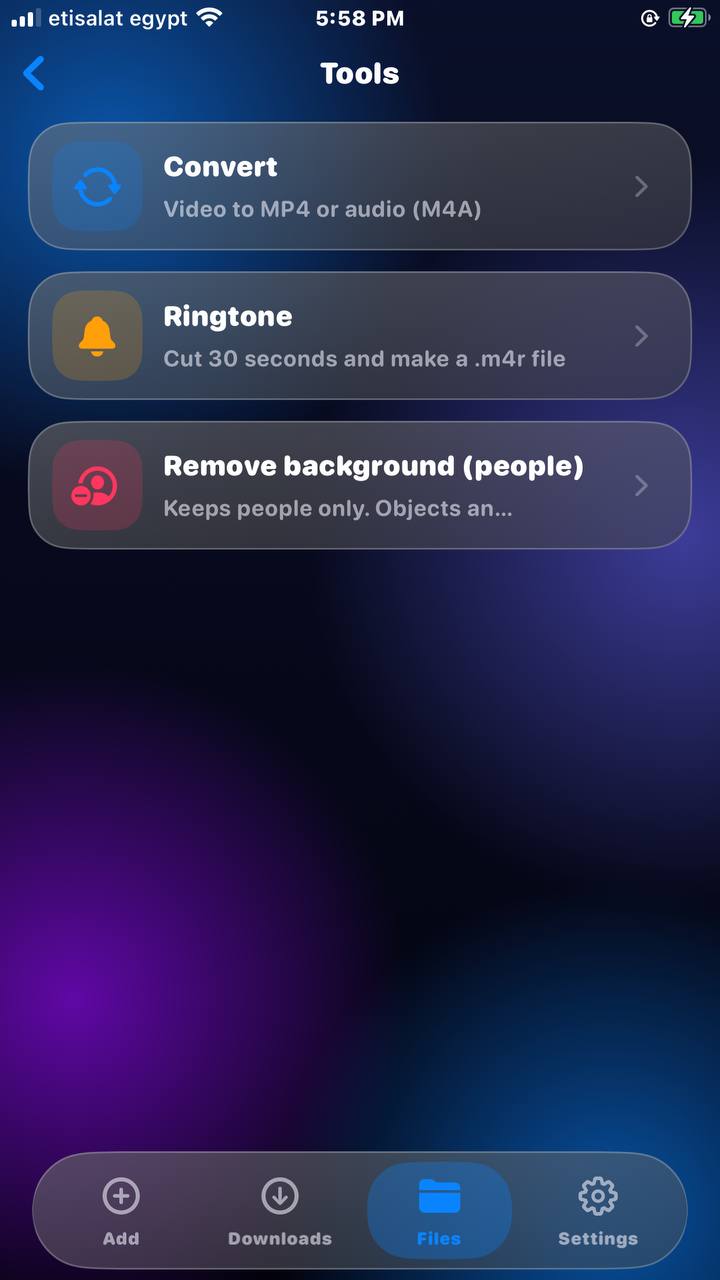 etisalat egypt
5:58 PM
Tools
Convert
Video to MP4 or audio (M4A)
Ringtone
Cut 30 seconds and make a .m4r file
Remove background (people)
Keeps people only. Objects an...
Add
Downloads
Files
Settings